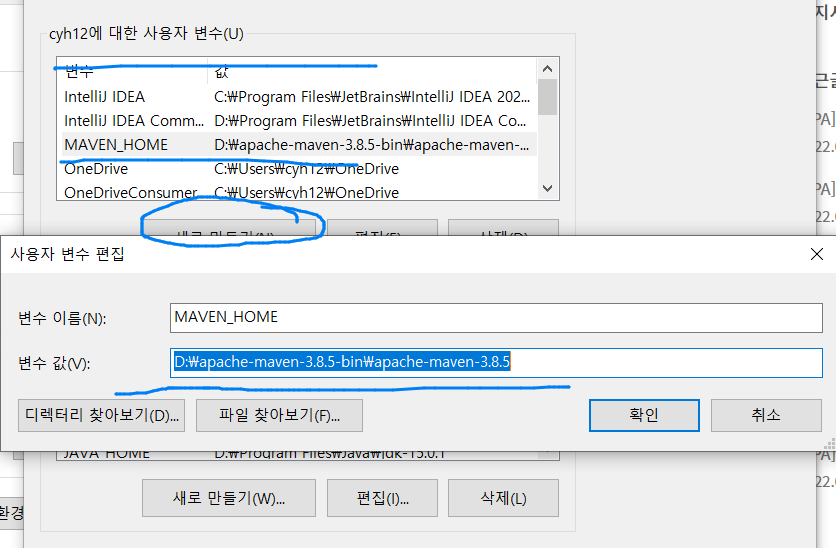 지서
cyh12에 대한 사용자 변수(U)
변수 값
IntelliJ IDEA C:₩Program Files₩JetBrains₩IntelliJ IDEA 202...
근글
IntelliJ IDEA Comm... D:₩Program Files₩JetBrains₩IntelliJ IDEA Co...
PA]
MAVEN_HOME D:₩apache-maven-3.8.5-bin₩apache-maven-...
22.0
OneDrive C:₩Users₩cyh12₩OneDrive
OneDriveConsumer C:₩Users₩cyh12₩OneDrive
PA]
22.0
새로 만들기(N)... 편집(E)... 삭제(D)
사용자 변수 편집
변수 이름(N): MAVEN_HOME
변수 값(V): D:₩apache-maven-3.8.5-bin₩apache-maven-3.8.5
디렉터리 찾아보기(D)... 파일 찾아보기(F)... 확인 취소
JAVA_HOME D:₩Program Files₩Java₩jdk-15.0.1
PA]
22.0
새로 만들기(W)... 편집(I)... 삭제(L)
환경